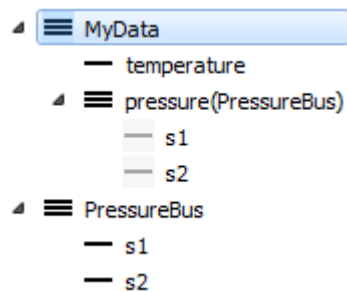 MyData
temperature
pressure(PressureBus)
s1
s2
PressureBus
s1
s2